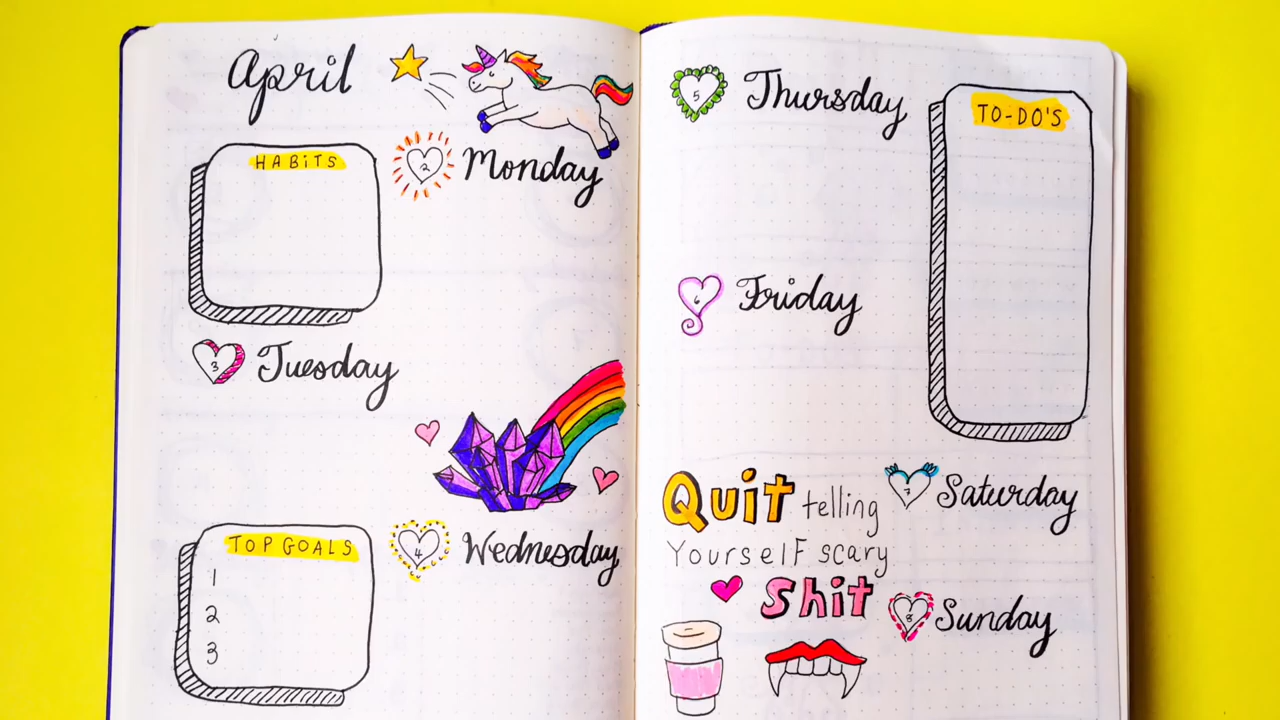 April
HABITS
2 Monday
3 Tuesday
4 Wednesday
TOP GOALS
1
2
3
5 Thursday
TO-DO'S
6 Friday
Quit telling
Yourself scary
Shit
7 Saturday
8 Sunday